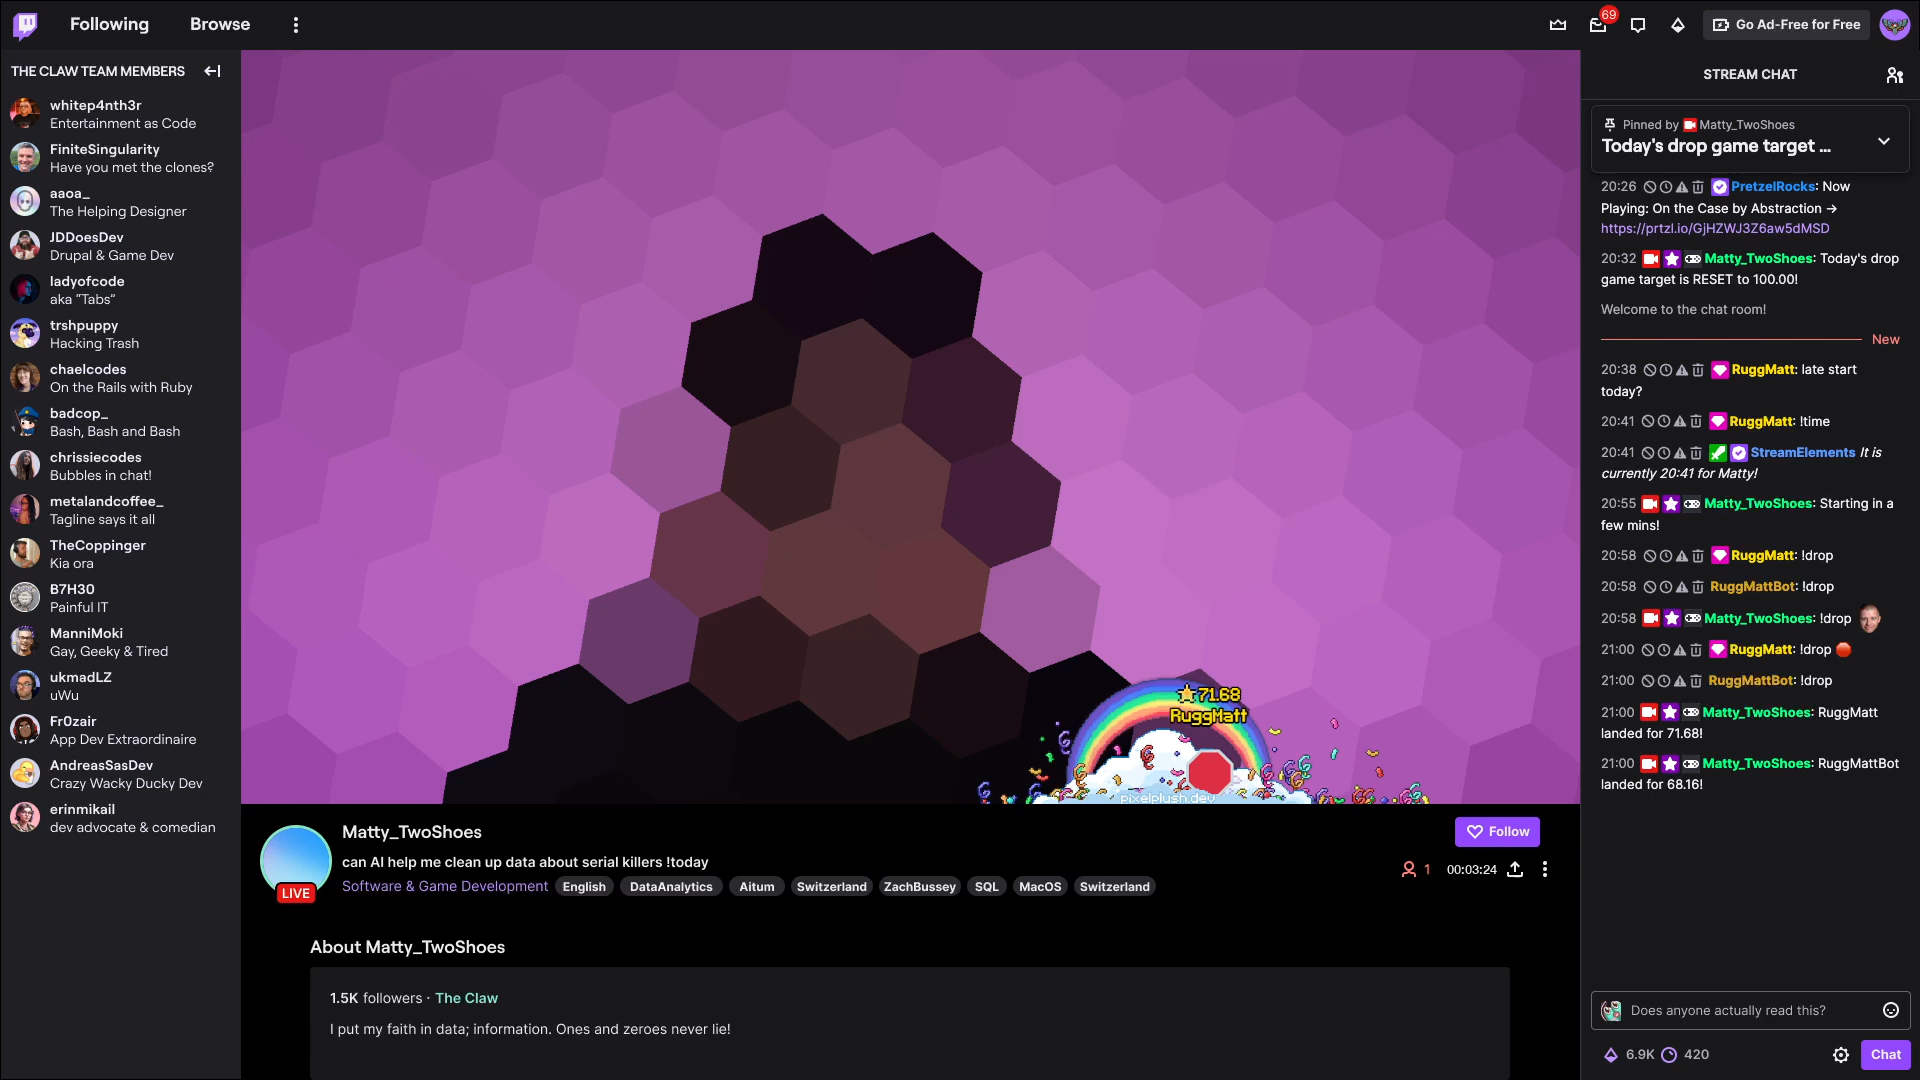 Following
Browse
69
Go Ad-Free for Free
THE CLAW TEAM MEMBERS
whitep4nth3r
Entertainment as Code
FiniteSingularity
Have you met the clones?
aaoa_
The Helping Designer
JDDoesDev
Drupal & Game Dev
ladyofcode
aka “Tabs”
trshpuppy
Hacking Trash
chaelcodes
On the Rails with Ruby
badcop_
Bash, Bash and Bash
chrissiecodes
Bubbles in chat!
metalandcoffee_
Tagline says it all
TheCoppinger
Kia ora
B7H30
Painful IT
ManniMoki
Gay, Geeky & Tired
ukmadLZ
uWu
Fr0zair
App Dev Extraordinaire
AndreasSasDev
Crazy Wacky Ducky Dev
erinmikail
dev advocate & comedian
71.68
RuggMatt
pixelplush.dev
Matty_TwoShoes
Follow
can AI help me clean up data about serial killers !today
Software & Game Development English DataAnalytics Aitum Switzerland ZachBussey SQL MacOS Switzerland
1 00:03:24
LIVE
About Matty_TwoShoes
1.5K followers · The Claw
I put my faith in data; information. Ones and zeroes never lie!
STREAM CHAT
Pinned by Matty_TwoShoes
Today's drop game target ...
20:26 PretzelRocks: Now
Playing: On the Case by Abstraction →
https://prtzl.io/GjHZWJ3Z6aw5dMSD
20:32 Matty_TwoShoes: Today's drop
game target is RESET to 100.00!
Welcome to the chat room!
New
20:38 RuggMatt: late start
today?
20:41 RuggMatt: !time
20:41 StreamElements It is
currently 20:41 for Matty!
20:55 Matty_TwoShoes: Starting in a
few mins!
20:58 RuggMatt: !drop
20:58 RuggMattBot: !drop
20:58 Matty_TwoShoes: !drop
21:00 RuggMatt: !drop
21:00 RuggMattBot: !drop
21:00 Matty_TwoShoes: RuggMatt
landed for 71.68!
21:00 Matty_TwoShoes: RuggMattBot
landed for 68.16!
Does anyone actually read this?
6.9K 420
Chat